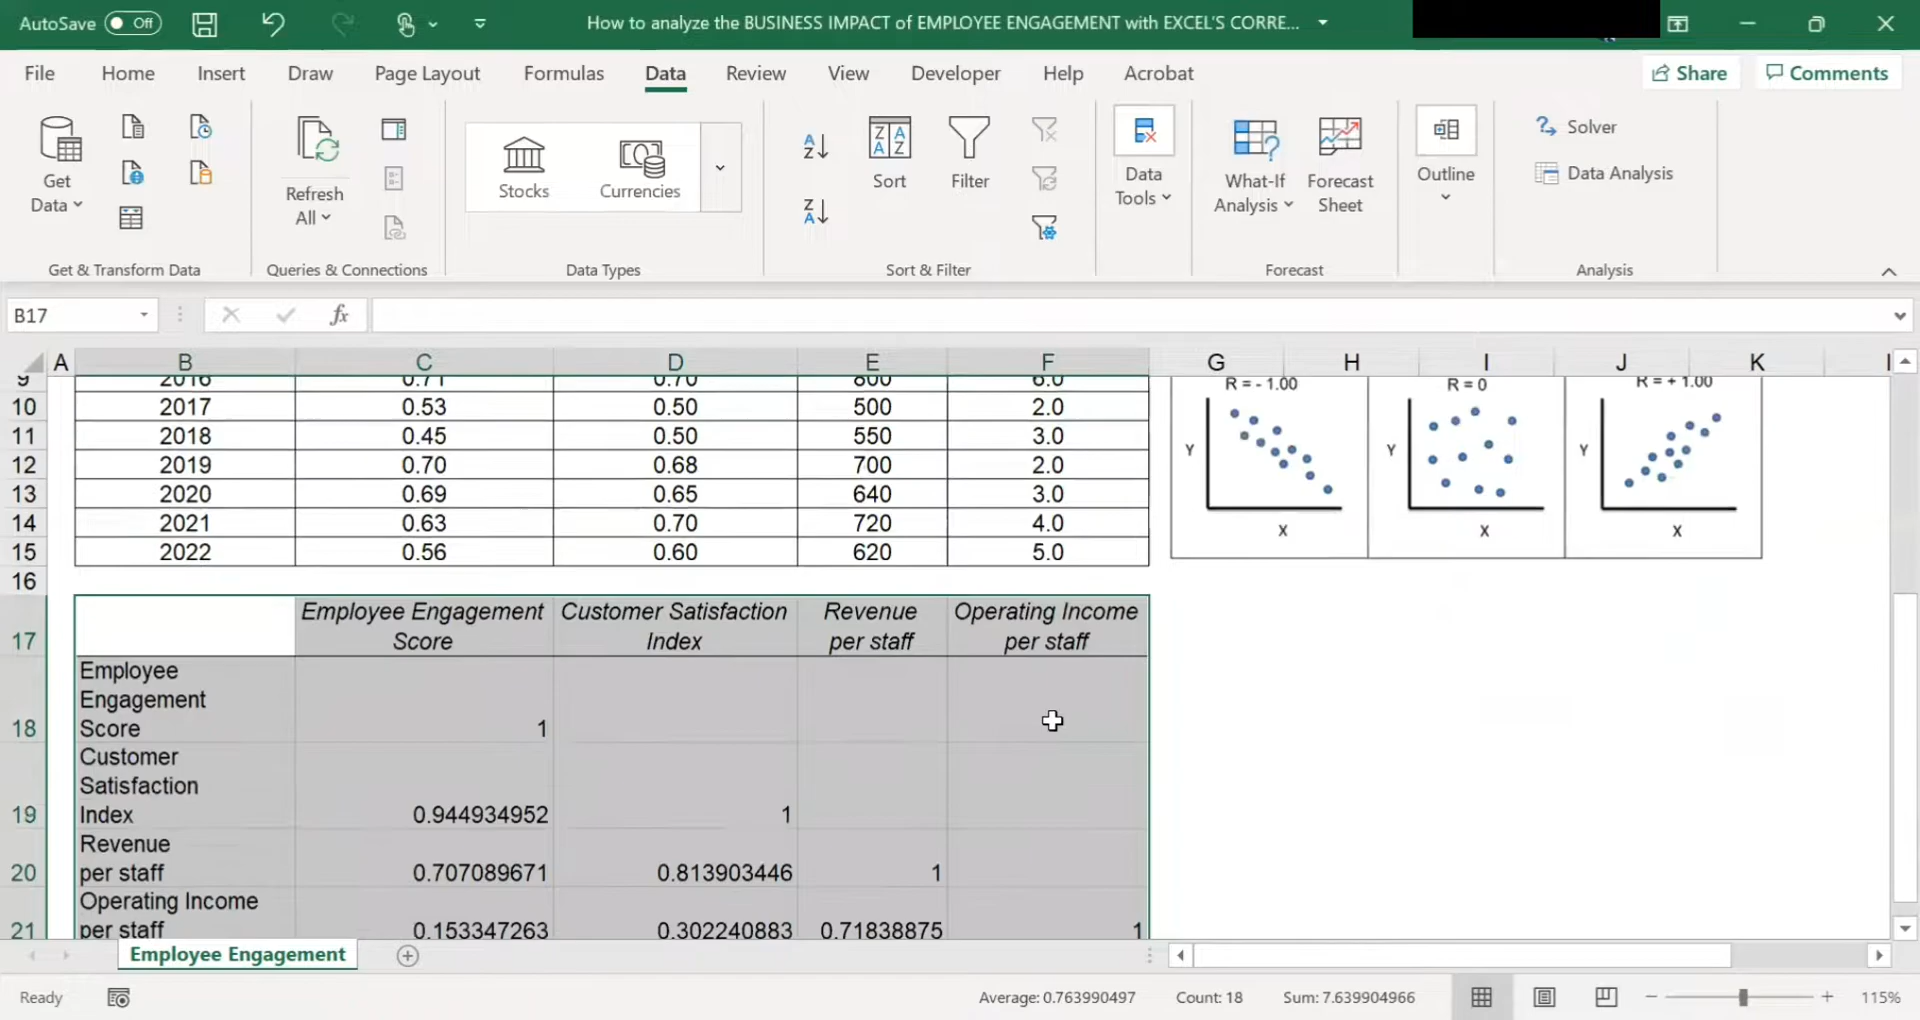 AutoSave Off How to analyze the BUSINESS IMPACT of EMPLOYEE ENGAGEMENT with EXCEL'S CORRE...
File Home Insert Draw Page Layout Formulas Data Review View Developer Help Acrobat Share Comments
Get Data
Refresh All
Stocks
Currencies
Sort
Filter
Data Tools
What-If Analysis
Forecast Sheet
Outline
Solver
Data Analysis
Get & Transform Data
Queries & Connections
Data Types
Sort & Filter
Forecast
Analysis
B17 fx
A B C D E F G H I J K
9 2016 0.71 0.70 800 6.0
10 2017 0.53 0.50 500 2.0
11 2018 0.45 0.50 550 3.0
12 2019 0.70 0.68 700 2.0
13 2020 0.69 0.65 640 3.0
14 2021 0.63 0.70 720 4.0
15 2022 0.56 0.60 620 5.0
R = - 1.00
Y
X
R = 0
Y
X
R = + 1.00
Y
X
16
Employee Engagement Customer Satisfaction Revenue Operating Income
17 Score Index per staff per staff
Employee
Engagement
18 Score 1
Customer
Satisfaction
19 Index 0.944934952 1
Revenue
20 per staff 0.707089671 0.813903446 1
Operating Income
21 per staff 0.153347263 0.302240883 0.71838875 1
Employee Engagement
Ready Average: 0.763990497 Count: 18 Sum: 7.639904966 115%